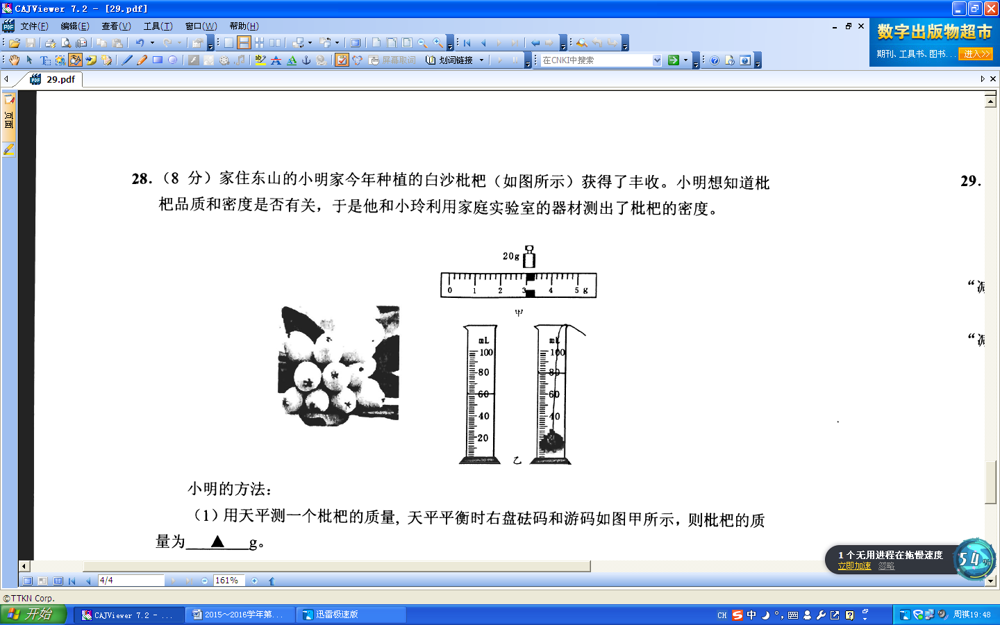 CAJViewer 7.2 - [29.pdf]
文件(F) 编辑(E) 查看(V) 工具(T) 窗口(W) 帮助(H)
数字出版物超市
期刊、工具书、图书... 进入>>
屏幕取词 划词链接 在CNKI中搜索
29.pdf
页面
28.（8 分）家住东山的小明家今年种植的白沙枇杷（如图所示）获得了丰收。小明想知道枇
杷品质和密度是否有关，于是他和小玲利用家庭实验室的器材测出了枇杷的密度。
29.
20g
0 1 2 3 4 5 g
甲
“减
“减
mL
100
80
60
40
20
mL
100
80
60
40
乙
小明的方法：
（1）用天平测一个枇杷的质量，天平平衡时右盘砝码和游码如图甲所示，则枇杷的质
量为 ▲ g。
1 个无用进程在拖慢速度
立即加速 忽略
54%
4/4 161%
©TTKN Corp.
开始 CAJViewer 7.2 - ... 2015～2016学年第... 迅雷极速版 CH 中 周祺19:48